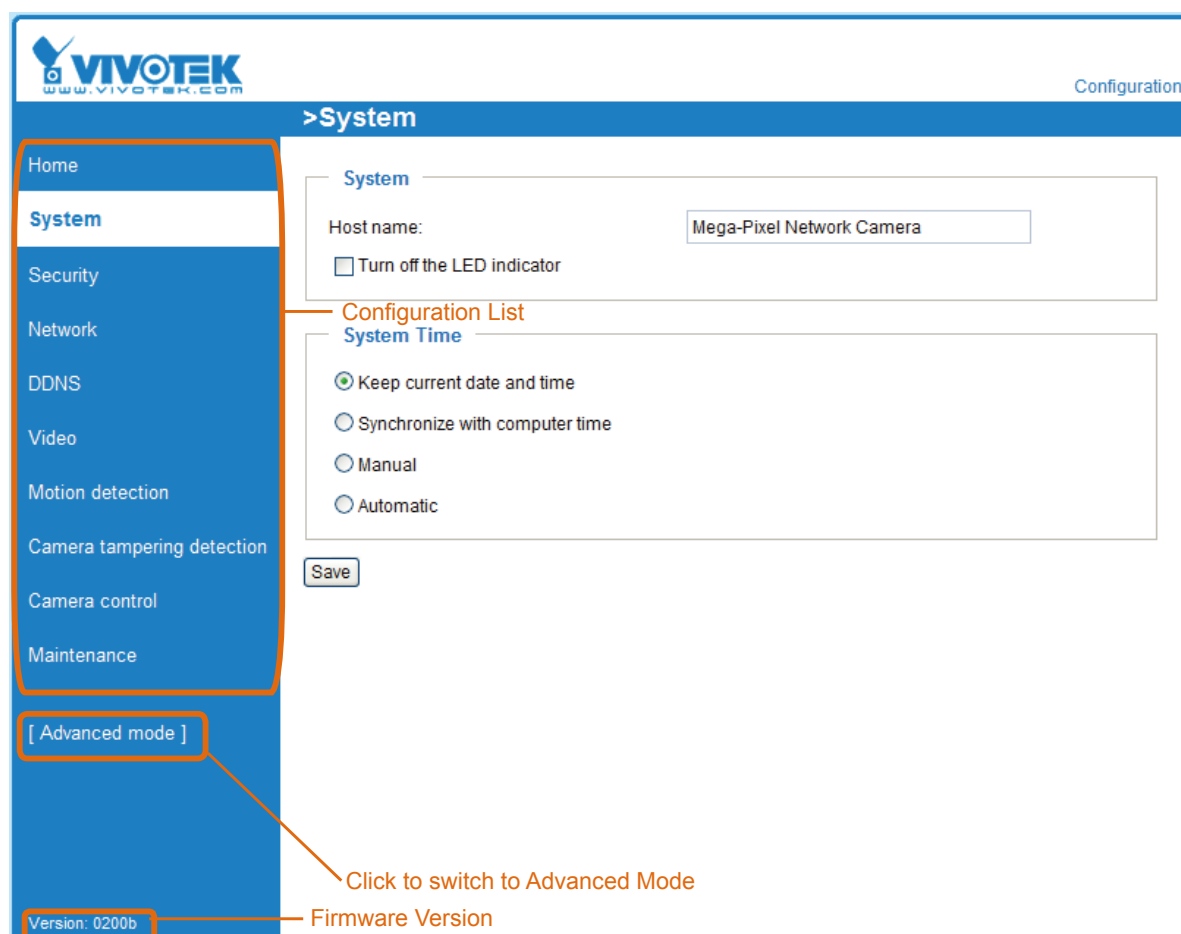 VIVOTEK
www.vivotek.com
Configuration
>System
Home
System
Security
Network
DDNS
Video
Motion detection
Camera tampering detection
Camera control
Maintenance
[ Advanced mode ]
Version: 0200b
System
Host name: Mega-Pixel Network Camera
Turn off the LED indicator
Configuration List
System Time
Keep current date and time
Synchronize with computer time
Manual
Automatic
Save
Click to switch to Advanced Mode
Firmware Version